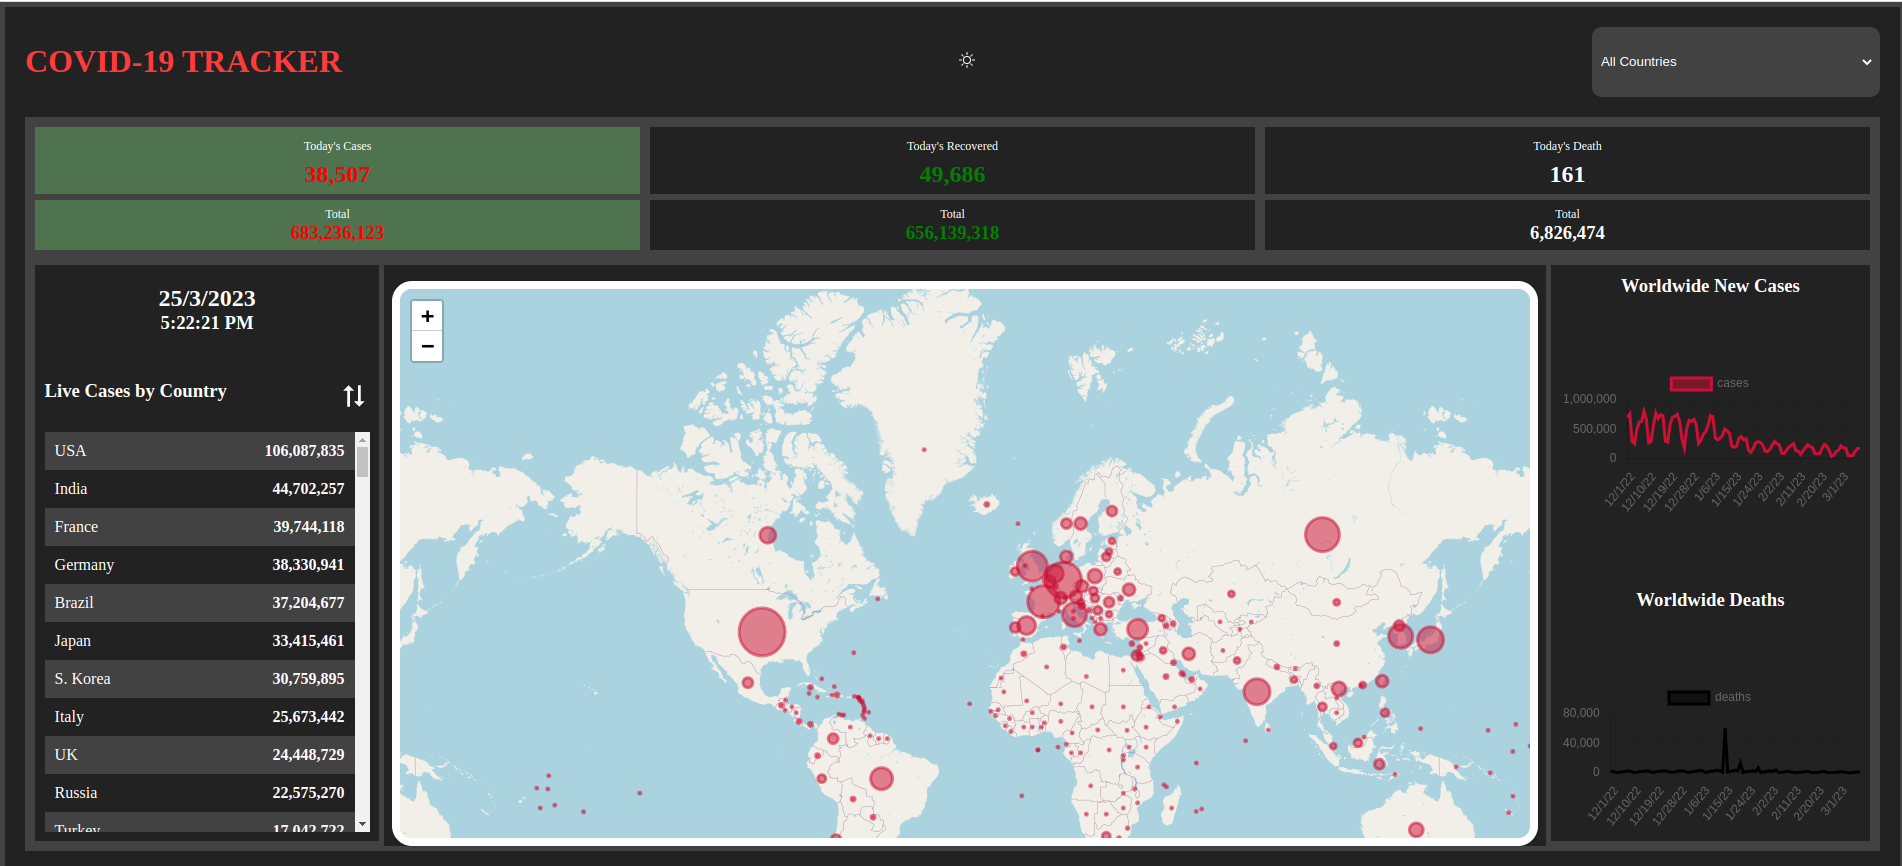 COVID-19 TRACKER
All Countries
Today's Cases
38,507
Today's Recovered
49,686
Today's Death
161
Total
683,236,123
Total
656,139,318
Total
6,826,474
25/3/2023
5:22:21 PM
Live Cases by Country
USA 106,087,835
India 44,702,257
France 39,744,118
Germany 38,330,941
Brazil 37,204,677
Japan 33,415,461
S. Korea 30,759,895
Italy 25,673,442
UK 24,448,729
Russia 22,575,270
Turkey 17,042,722
+
−
Worldwide New Cases
cases
1,000,000
500,000
0
12/1/22 12/10/22 12/19/22 12/28/22 1/6/23 1/15/23 1/24/23 2/2/23 2/11/23 2/20/23 3/1/23
Worldwide Deaths
deaths
80,000
40,000
0
12/1/22 12/10/22 12/19/22 12/28/22 1/6/23 1/15/23 1/24/23 2/2/23 2/11/23 2/20/23 3/1/23